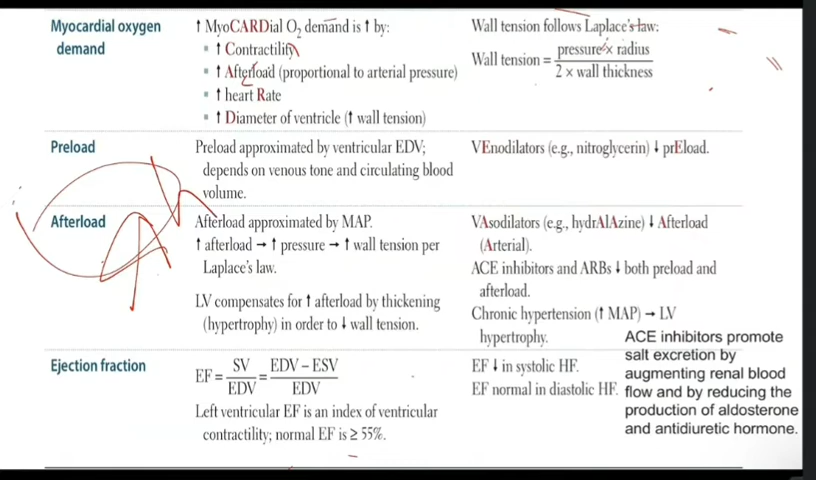 Myocardial oxygen demand
↑ MyoCARDial O₂ demand is ↑ by:
▪ ↑ Contractility
▪ ↑ Afterload (proportional to arterial pressure)
▪ ↑ heart Rate
▪ ↑ Diameter of ventricle (↑ wall tension)
Wall tension follows Laplace's law:
Wall tension = pressure × radius / 2 × wall thickness
Preload
Preload approximated by ventricular EDV;
depends on venous tone and circulating blood
volume.
VEnodilators (e.g., nitroglycerin) ↓ prEload.
Afterload
Afterload approximated by MAP.
↑ afterload → ↑ pressure → ↑ wall tension per
Laplace's law.
LV compensates for ↑ afterload by thickening
(hypertrophy) in order to ↓ wall tension.
VAsodilators (e.g., hydrAlAzine) ↓ Afterload
(Arterial).
ACE inhibitors and ARBs ↓ both preload and
afterload.
Chronic hypertension (↑ MAP) → LV
hypertrophy.
Ejection fraction
EF = SV / EDV = EDV − ESV / EDV
Left ventricular EF is an index of ventricular
contractility; normal EF is ≥ 55%.
EF ↓ in systolic HF.
EF normal in diastolic HF.
ACE inhibitors promote
salt excretion by
augmenting renal blood
flow and by reducing the
production of aldosterone
and antidiuretic hormone.